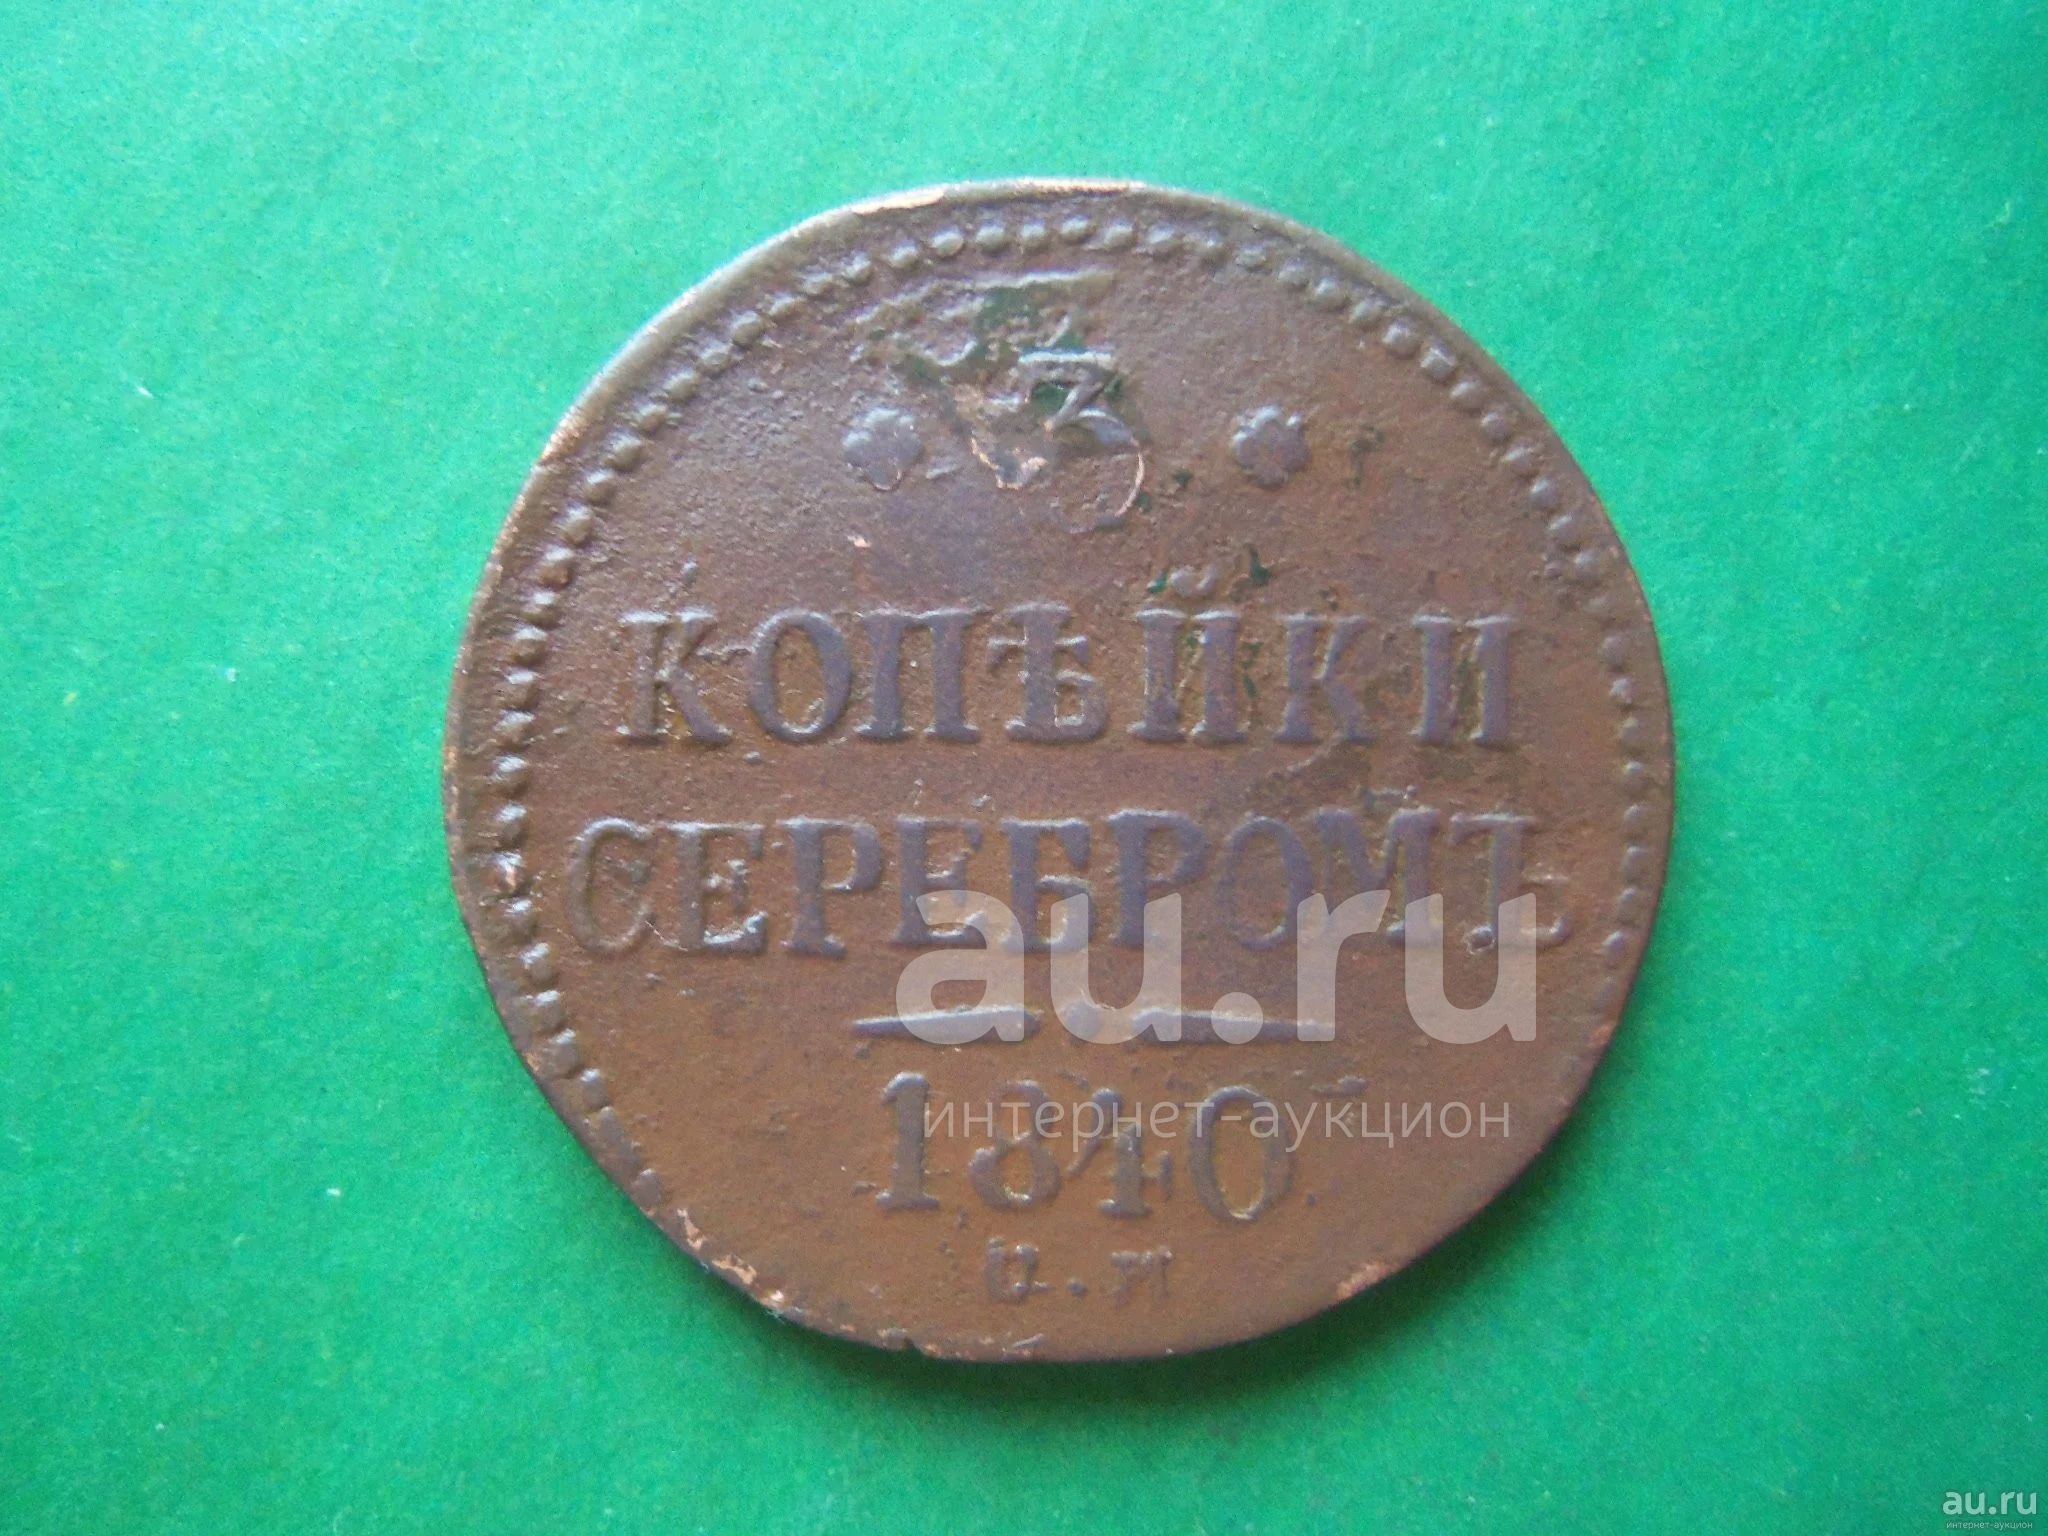 3
КОПѢЙКИ
СЕРЕБРОМЪ
1840
au.ru
интернет-аукцион
au.ru
интернет-аукцион